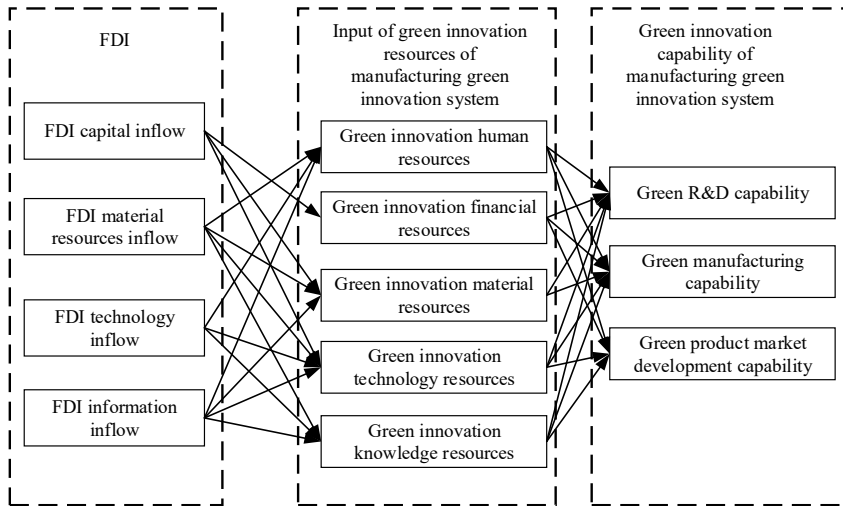 FDI
FDI capital inflow
FDI material
resources inflow
FDI technology
inflow
FDI information
inflow
Input of green innovation
resources of
manufacturing green
innovation system
Green innovation human
resources
Green innovation financial
resources
Green innovation material
resources
Green innovation
technology resources
Green innovation
knowledge resources
Green innovation
capability of
manufacturing green
innovation system
Green R&D capability
Green manufacturing
capability
Green product market
development capability